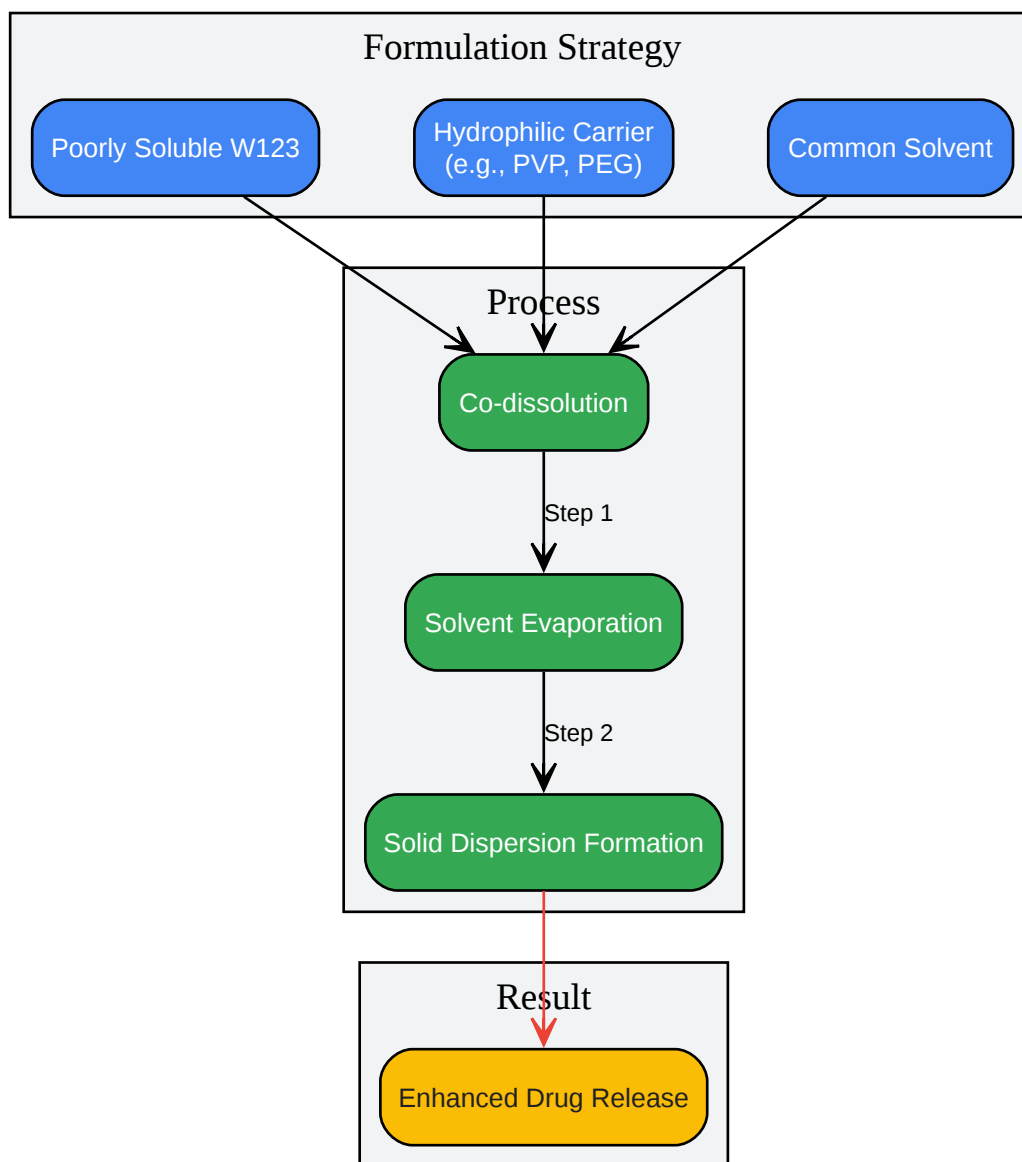 Formulation Strategy
Poorly Soluble W123
Hydrophilic Carrier
(e.g., PVP, PEG)
Common Solvent
Process
Co-dissolution
Step 1
Solvent Evaporation
Step 2
Solid Dispersion Formation
Result
Enhanced Drug Release